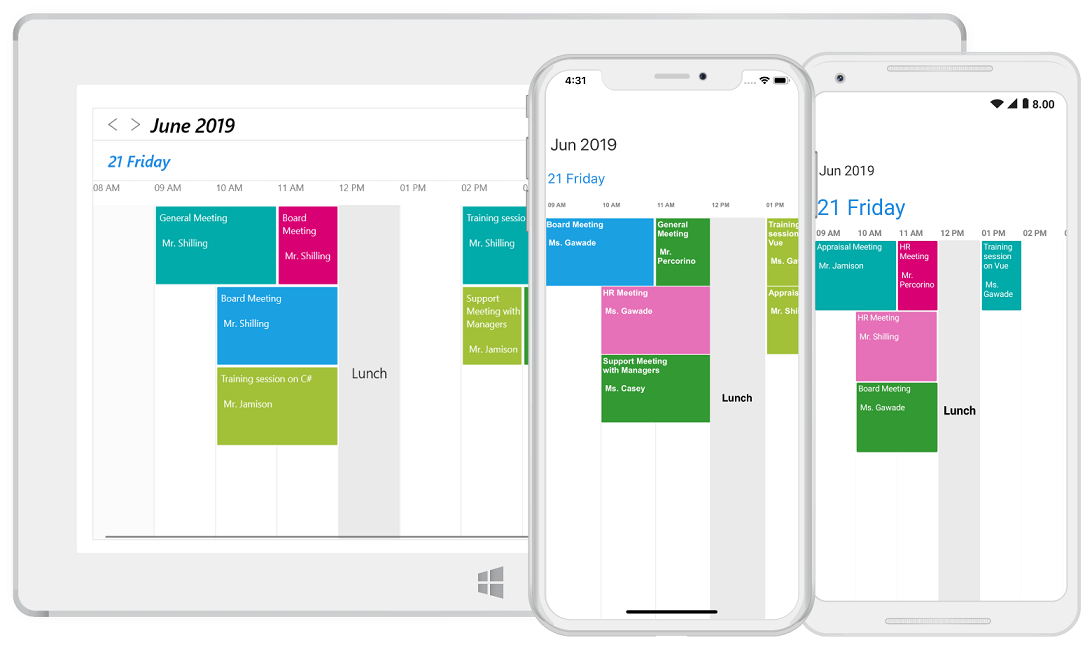 June 2019
21 Friday
08 AM 09 AM 10 AM 11 AM 12 PM 01 PM 02 PM
General Meeting
Mr. Shilling
Board
Meeting
Mr. Shilling
Training sessio
Mr. Shilling
Board Meeting
Mr. Shilling
Support
Meeting with
Managers
Mr. Jamison
Training session on C#
Mr. Jamison
Lunch
4:31
Jun 2019
21 Friday
09 AM 10 AM 11 AM 12 PM 01 PM
Board Meeting
Ms. Gawade
General
Meeting
Mr.
Percorino
Training
session
Vue
Ms. Ga
HR Meeting
Ms. Gawade
Apprais
Mr. Shi
Support Meeting
with Managers
Ms. Casey
Lunch
8.00
Jun 2019
21 Friday
09 AM 10 AM 11 AM 12 PM 01 PM 02 PM
Appraisal Meeting
Mr. Jamison
HR
Meeting
Mr.
Percorino
Training
session
on Vue
Ms.
Gawade
HR Meeting
Mr. Shilling
Board Meeting
Ms. Gawade
Lunch